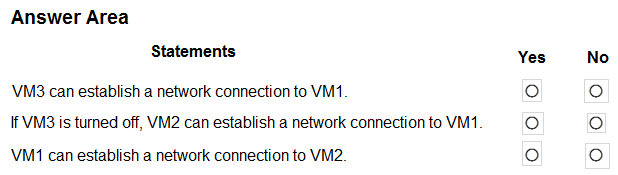 Answer Area
Statements Yes No
VM3 can establish a network connection to VM1.
If VM3 is turned off, VM2 can establish a network connection to VM1.
VM1 can establish a network connection to VM2.